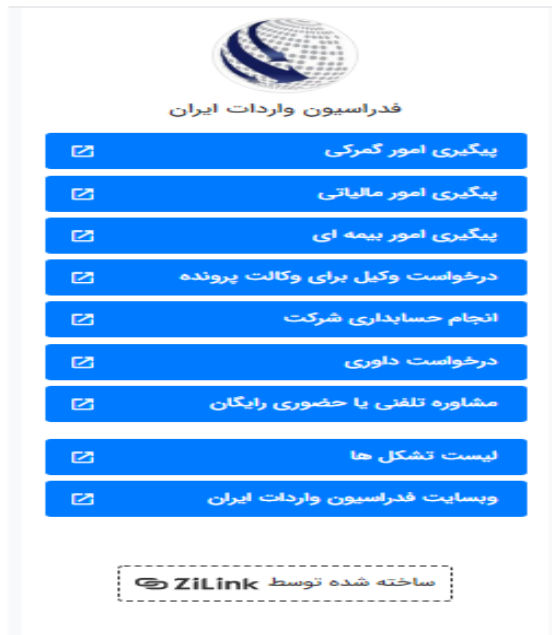 فدراسیون واردات ایران
پیگیری امور گمرکی
پیگیری امور مالیاتی
پیگیری امور بیمه ای
درخواست وکیل برای وکالت پرونده
انجام حسابداری شرکت
درخواست داوری
مشاوره تلفنی یا حضوری رایگان
لیست تشکل ها
وبسایت فدراسیون واردات ایران
ساخته شده توسط ZiLink